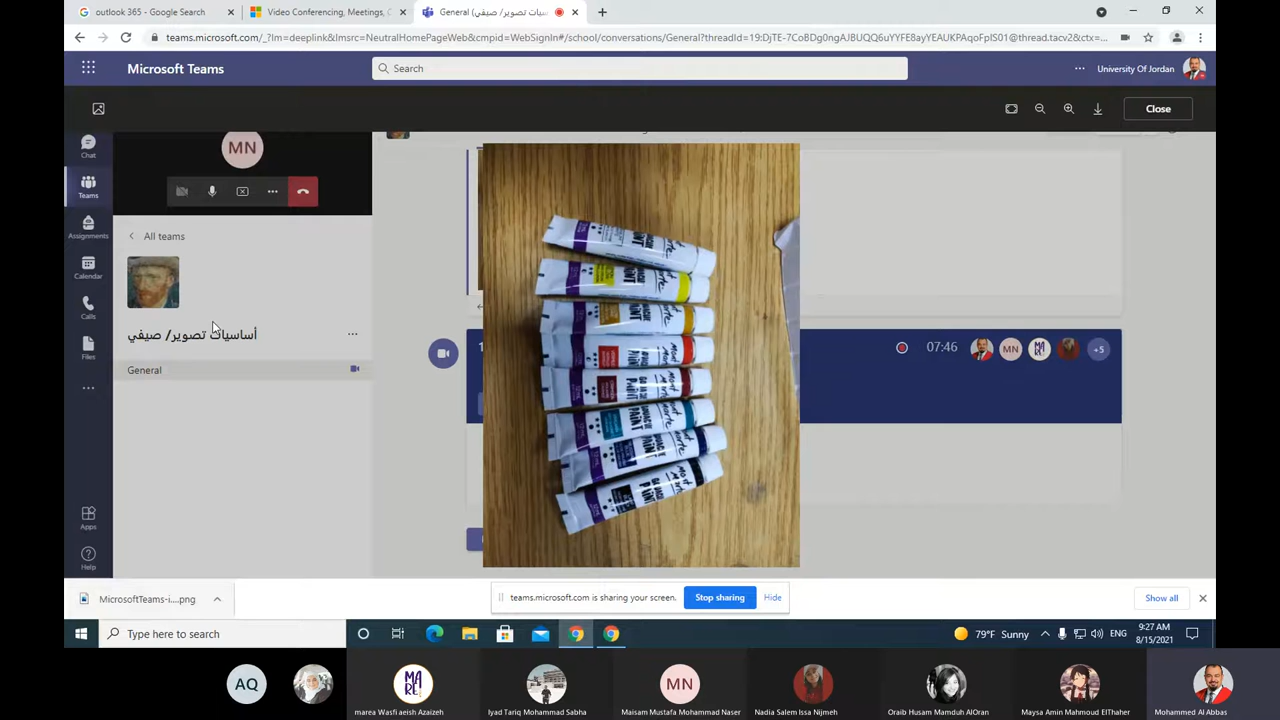 outlook 365 - Google Search
Video Conferencing, Meetings, C
General (أساسيات تصوير/ صيفي
teams.microsoft.com/_?lm=deeplink&lmsrc=NeutralHomePageWeb&cmpid=WebSignIn#/school/conversations/General?threadId=19:DjTE-7CoBDg0ngAJBUQQ6uYYFE8ayYEAUKPAqoFpIS01@thread.tacv2&ctx=...
Microsoft Teams
Search
University Of Jordan
Close
MN
Chat
Teams
Assignments
Calendar
Calls
Files
Apps
Help
All teams
أساسيات تصوير/ صيفي
General
07:46
MN
+5
PAINT
Mont Marte
MicrosoftTeams-i....png
teams.microsoft.com is sharing your screen.
Stop sharing
Hide
Show all
Type here to search
79°F Sunny
ENG
9:27 AM
8/15/2021
AQ
MARE
MN
marea Wasfi aeish Azaizeh
Iyad Tariq Mohammad Sabha
Maisam Mustafa Mohammad Naser
Nadia Salem Issa Nijmeh
Oraib Husam Mamduh AlOran
Maysa Amin Mahmoud ElThaher
Mohammed Al Abbas